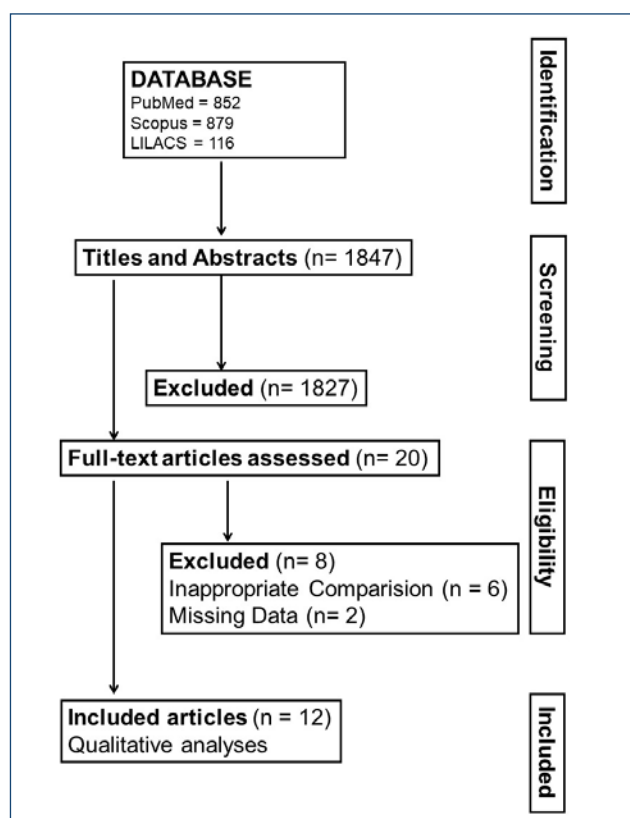 DATABASE
PubMed = 852
Scopus = 879
LILACS = 116
Identification
Titles and Abstracts (n= 1847)
Screening
Excluded (n= 1827)
Full-text articles assessed (n= 20)
Eligibility
Excluded (n= 8)
Inappropriate Comparision (n = 6)
Missing Data (n= 2)
Included articles (n = 12)
Qualitative analyses
Included